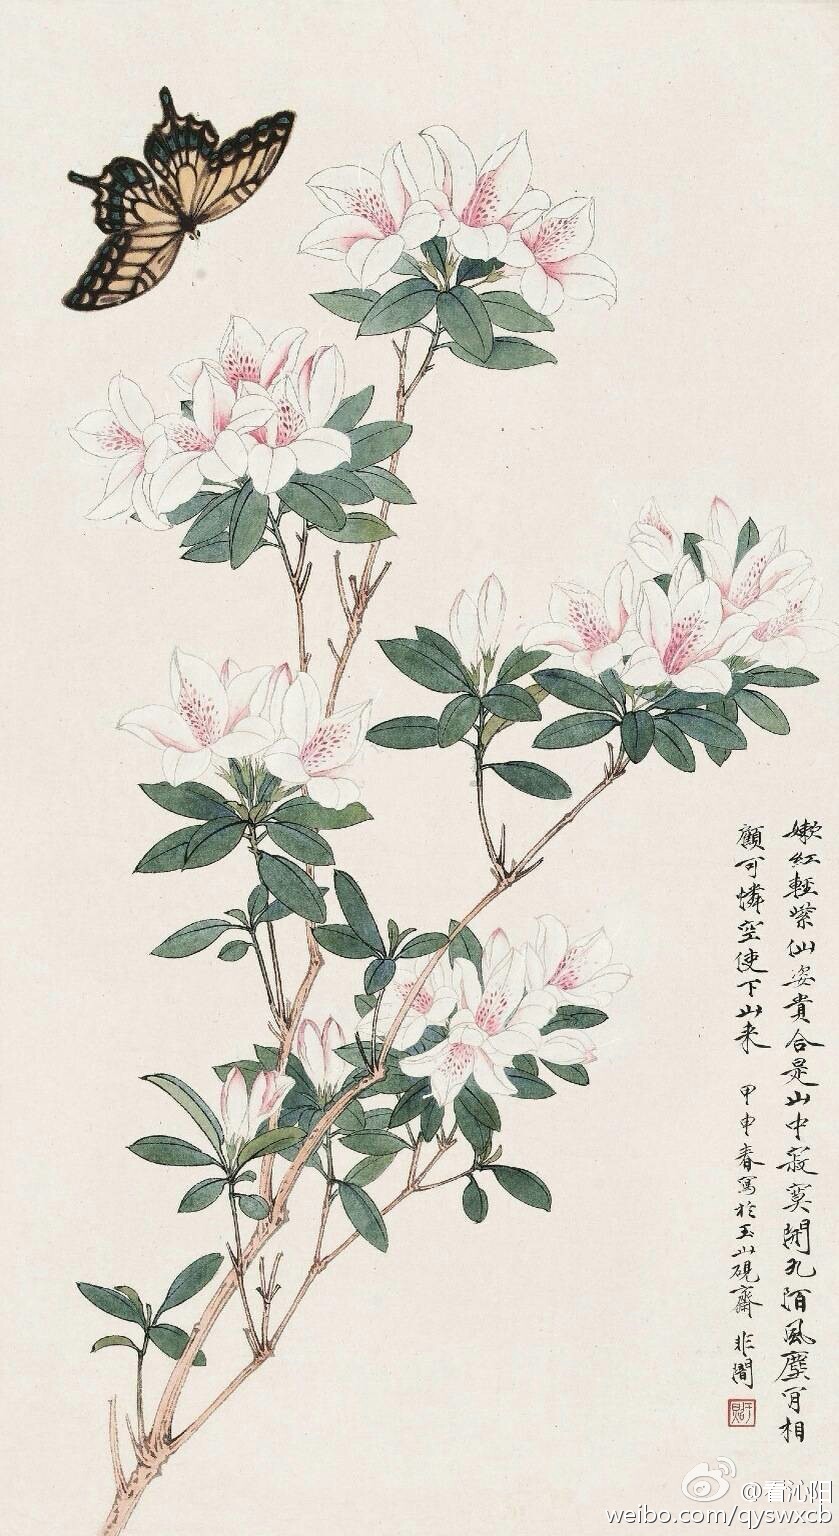 嫩紅輕紫仙姿貴合是山中寂寞開九陌風塵肎相
顧可憐空使下山来
甲申春寫於玉山硯齋 非闇
@看沁阳
weibo.com/qyswxcb